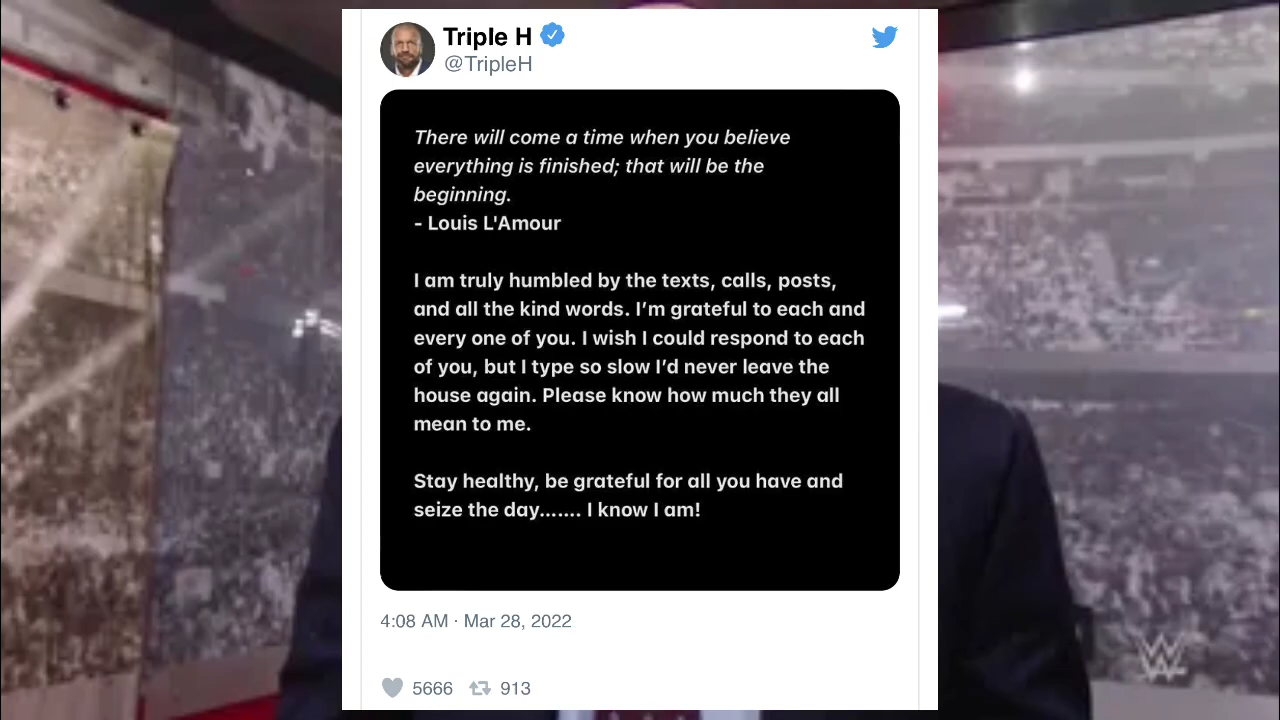 Triple H
@TripleH
There will come a time when you believe
everything is finished; that will be the
beginning.
- Louis L'Amour
I am truly humbled by the texts, calls, posts,
and all the kind words. I’m grateful to each and
every one of you. I wish I could respond to each
of you, but I type so slow I’d never leave the
house again. Please know how much they all
mean to me.
Stay healthy, be grateful for all you have and
seize the day....... I know I am!
4:08 AM · Mar 28, 2022
5666 913
W